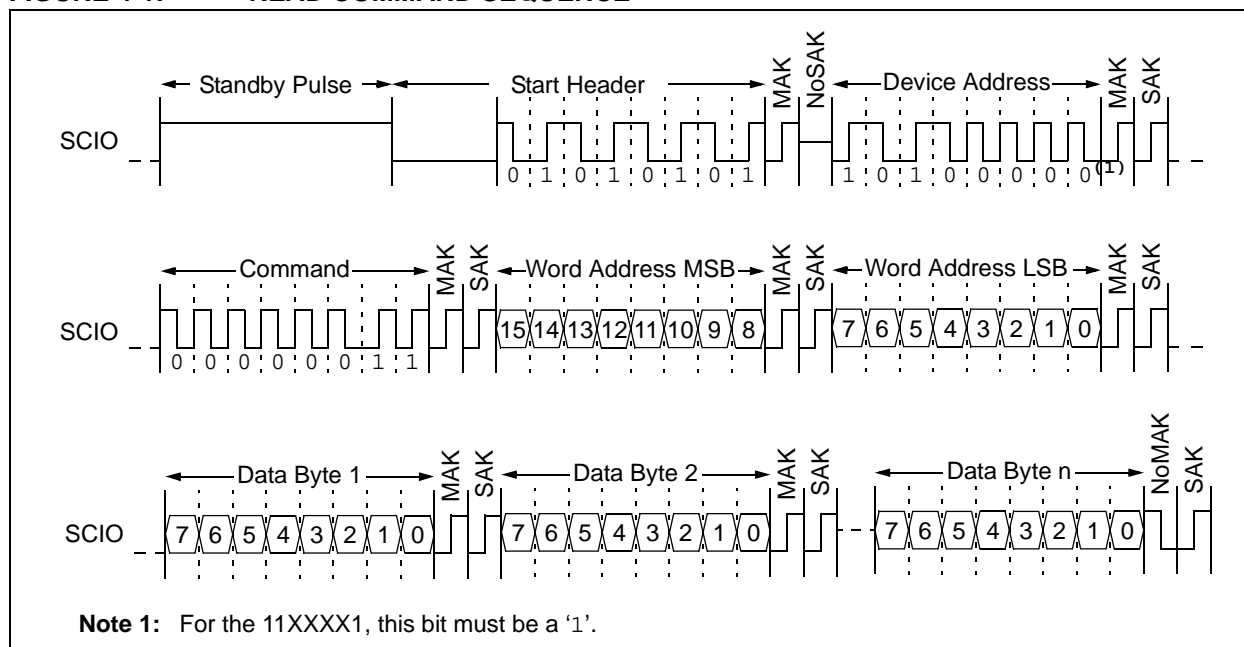 Standby Pulse Start Header MAK NoSAK Device Address MAK SAK
SCIO
0 1 0 1 0 1 0 1 1 0 1 0 0 0 0 0(1)
Command MAK SAK Word Address MSB MAK SAK Word Address LSB MAK SAK
SCIO 15 14 13 12 11 10 9 8 7 6 5 4 3 2 1 0
0 0 0 0 0 0 1 1
Data Byte 1 MAK SAK Data Byte 2 MAK SAK Data Byte n NoMAK SAK
SCIO 7 6 5 4 3 2 1 0 7 6 5 4 3 2 1 0 7 6 5 4 3 2 1 0
Note 1: For the 11XXXX1, this bit must be a ‘1’.